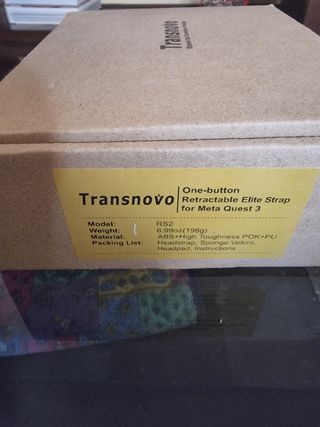 Transnovo
Transnovo
One-button
Retractable Elite Strap
for Meta Quest 3
Model: RS2
Weight: 6.99oz(198g)
Material: ABS+High Toughness POK+PU
Packing List: Headstrap, Sponge Velcro,
Headpad, Instructions